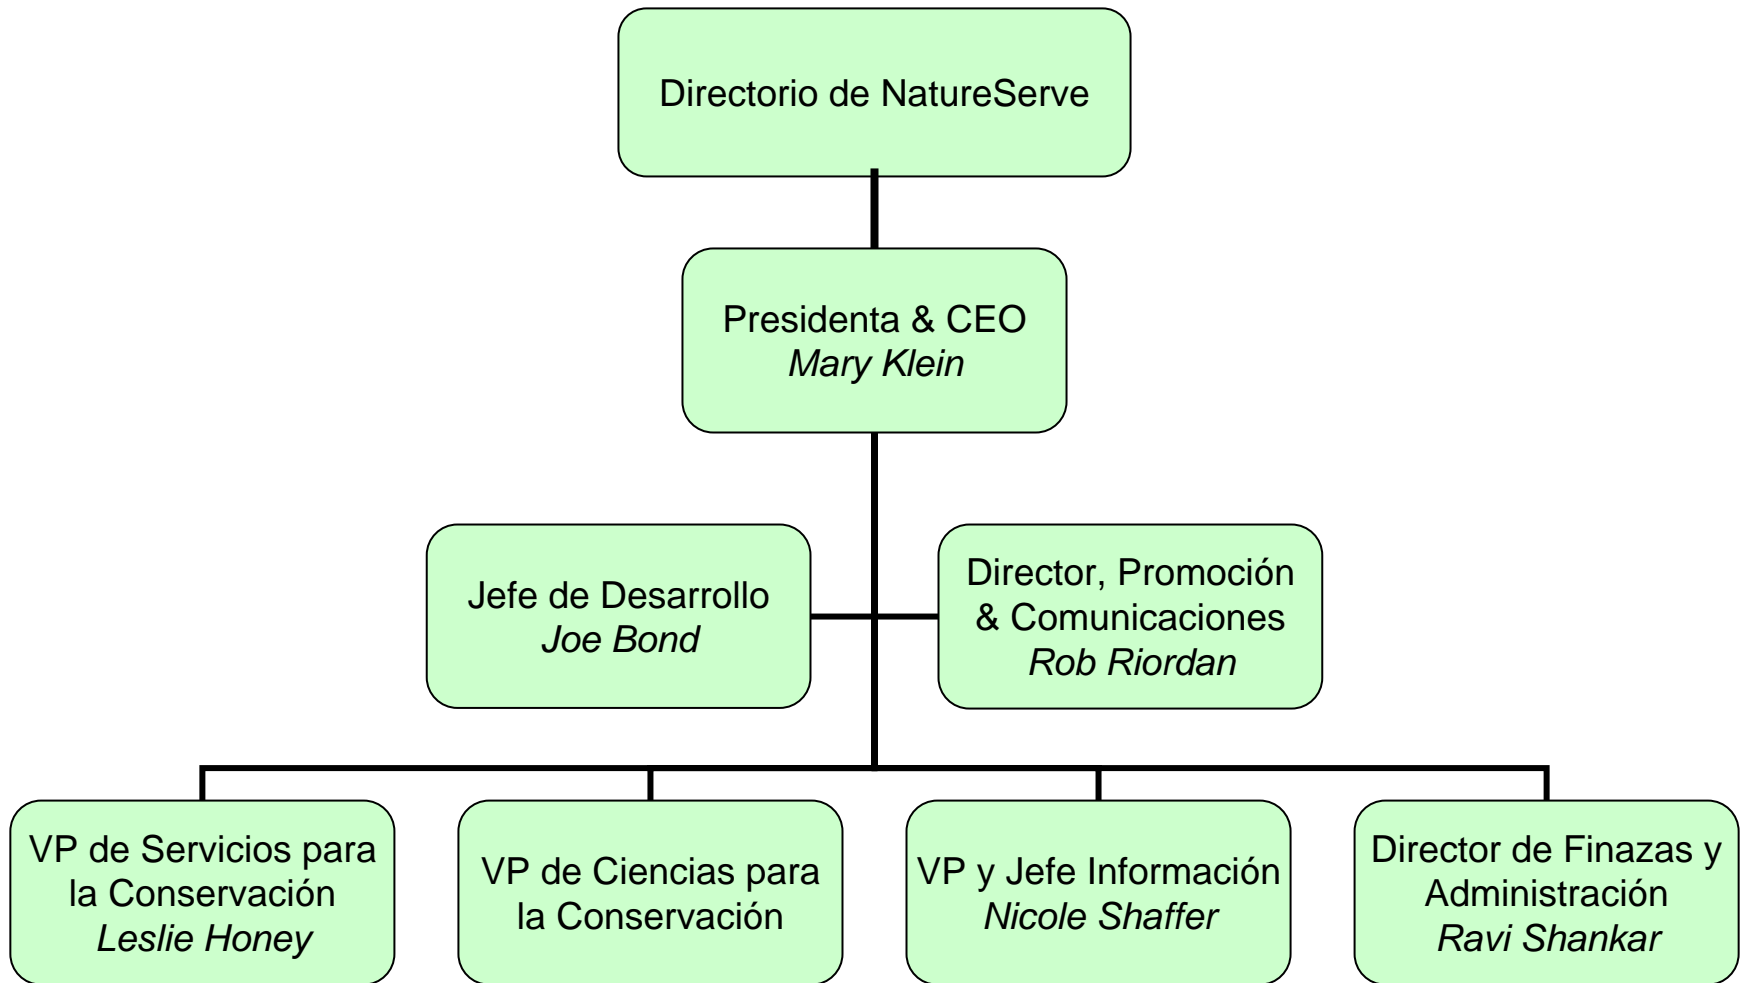 Directorio de NatureServe
Presidenta & CEO
Mary Klein
Jefe de Desarrollo
Joe Bond
Director, Promoción
& Comunicaciones
Rob Riordan
VP de Servicios para
la Conservación
Leslie Honey
VP de Ciencias para
la Conservación
VP y Jefe Información
Nicole Shaffer
Director de Finazas y
Administración
Ravi Shankar